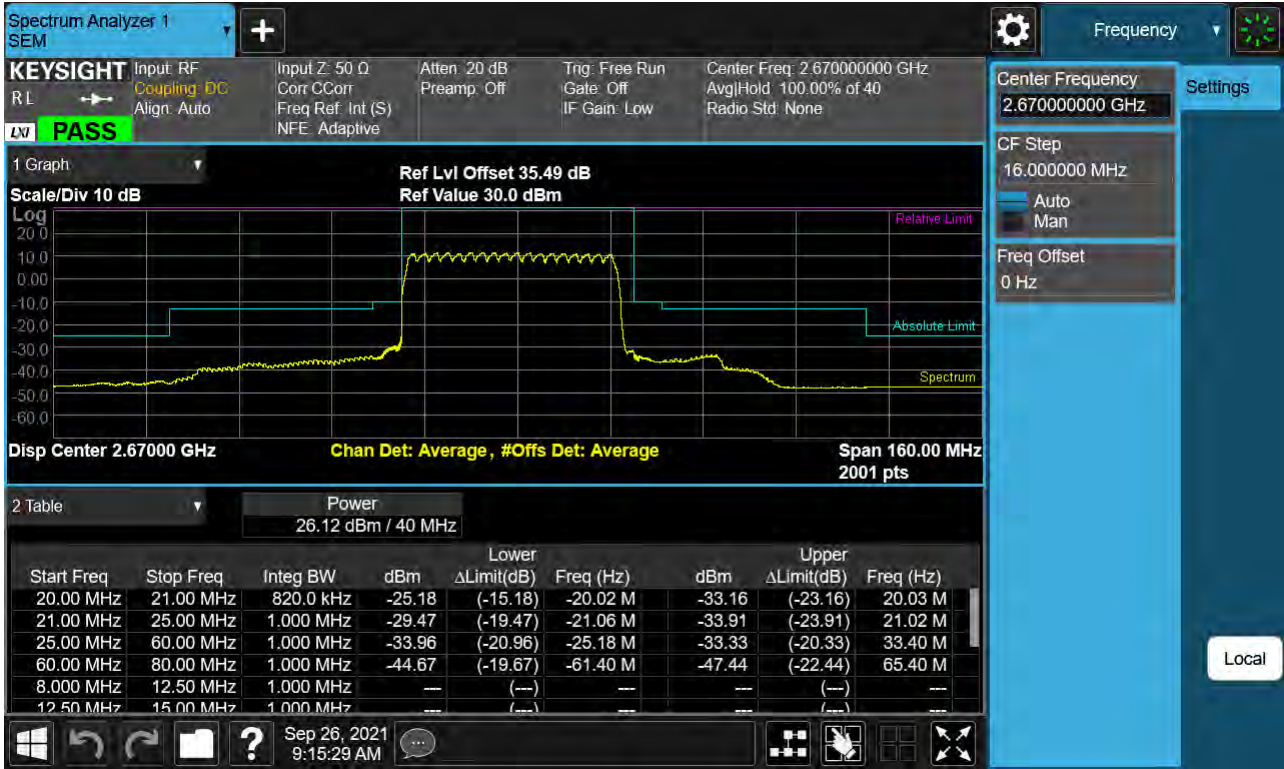 Spectrum Analyzer 1
SEM
+
Frequency
KEYSIGHT
R L
LXI
PASS
Input: RF
Coupling: DC
Align: Auto
Input Z: 50 Ω
Corr CCorr
Freq Ref: Int (S)
NFE: Adaptive
Atten: 20 dB
Preamp: Off
Trig: Free Run
Gate: Off
IF Gain: Low
Center Freq: 2.670000000 GHz
Avg|Hold: 100.00% of 40
Radio Std: None
Center Frequency
2.670000000 GHz
Settings
CF Step
16.000000 MHz
Auto
Man
Freq Offset
0 Hz
Local
1 Graph
Scale/Div 10 dB
Ref Lvl Offset 35.49 dB
Ref Value 30.0 dBm
Log
20.0
10.0
0.00
-10.0
-20.0
-30.0
-40.0
-50.0
-60.0
Relative Limit
Absolute Limit
Spectrum
Disp Center 2.67000 GHz
Chan Det: Average, #Offs Det: Average
Span 160.00 MHz
2001 pts
2 Table
Power
26.12 dBm / 40 MHz
Lower Upper
Start Freq Stop Freq Integ BW dBm ΔLimit(dB) Freq (Hz) dBm ΔLimit(dB) Freq (Hz)
20.00 MHz 21.00 MHz 820.0 kHz -25.18 (-15.18) -20.02 M -33.16 (-23.16) 20.03 M
21.00 MHz 25.00 MHz 1.000 MHz -29.47 (-19.47) -21.06 M -33.91 (-23.91) 21.02 M
25.00 MHz 60.00 MHz 1.000 MHz -33.96 (-20.96) -25.18 M -33.33 (-20.33) 33.40 M
60.00 MHz 80.00 MHz 1.000 MHz -44.67 (-19.67) -61.40 M -47.44 (-22.44) 65.40 M
8.000 MHz 12.50 MHz 1.000 MHz --- (---) --- --- (---) ---
12.50 MHz 15.00 MHz 1.000 MHz --- (---) --- --- (---) ---
?
Sep 26, 2021
9:15:29 AM